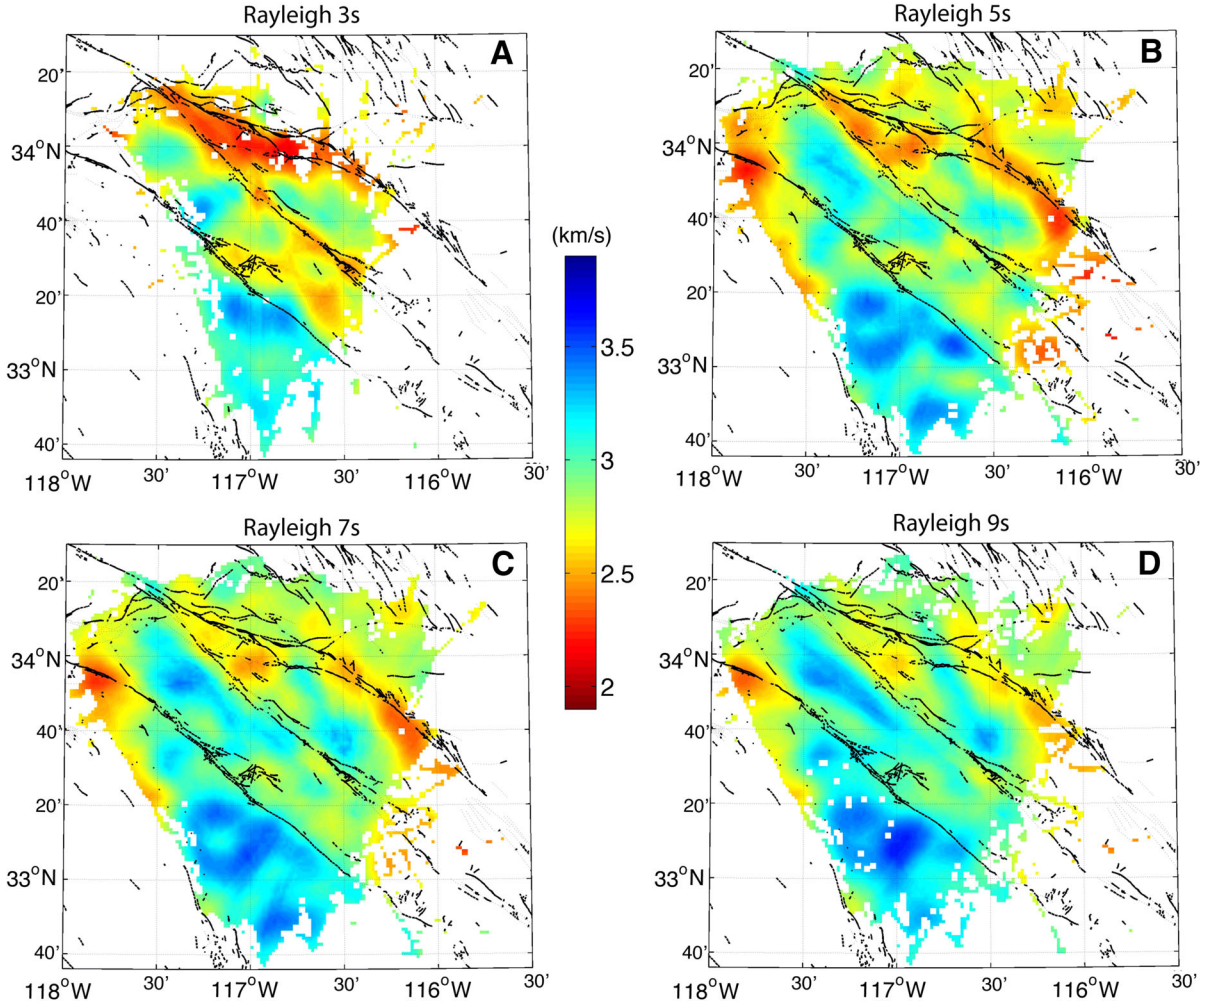 Rayleigh 3s
A
20'
34°N
40'
20'
33°N
40'
118°W
30'
117°W
30'
116°W
30'
Rayleigh 5s
B
20'
34°N
40'
20'
33°N
40'
118°W
30'
117°W
30'
116°W
30'
(km/s)
3.5
3
2.5
2
Rayleigh 7s
C
20'
34°N
40'
20'
33°N
40'
118°W
30'
117°W
30'
116°W
30'
Rayleigh 9s
D
20'
34°N
40'
20'
33°N
40'
118°W
30'
117°W
30'
116°W
30'